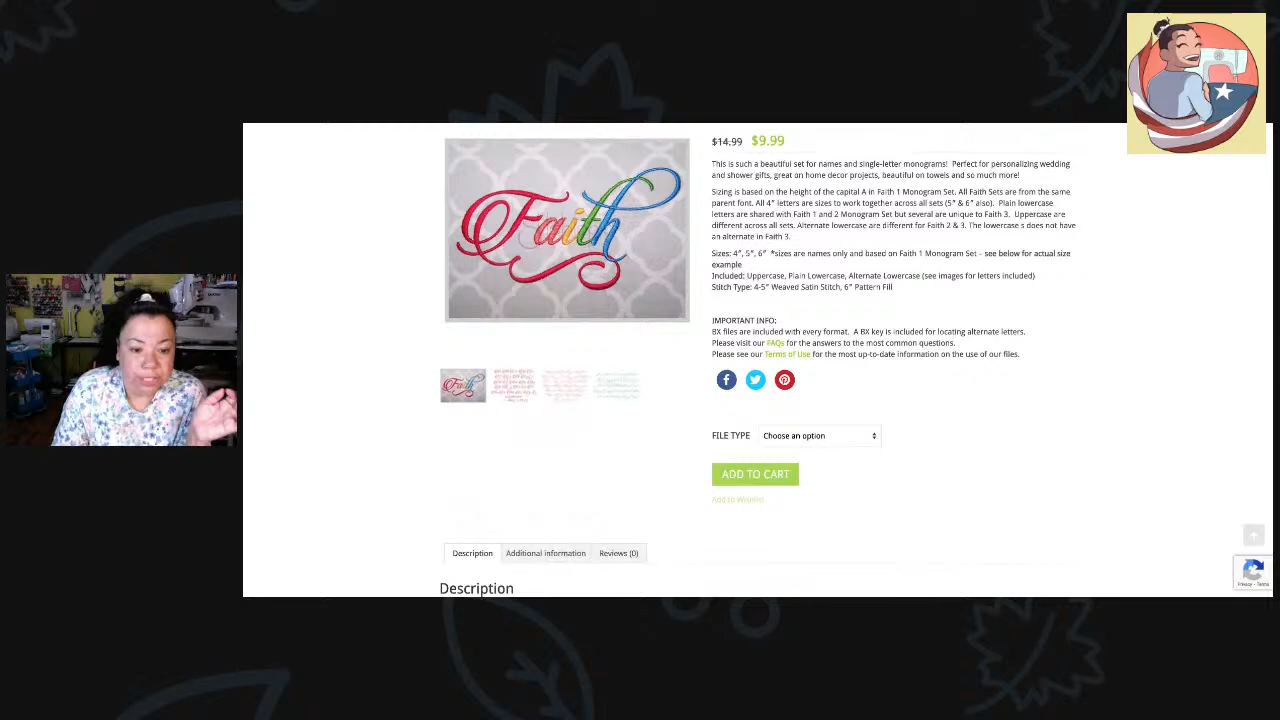 $14.99 $9.99
This is such a beautiful set for names and single-letter monograms! Perfect for personalizing wedding
and shower gifts, great on home decor projects, beautiful on towels and so much more!
Sizing is based on the height of the capital A in Faith 1 Monogram Set. All Faith Sets are from the same
parent font. All 4″ letters are sizes to work together across all sets (5″ & 6″ also). Plain lowercase
letters are shared with Faith 1 and 2 Monogram Set but several are unique to Faith 3. Uppercase are
different across all sets. Alternate lowercase are different for Faith 2 & 3. The lowercase s does not have
an alternate in Faith 3.
Faith
Sizes: 4″, 5″, 6″ *sizes are names only and based on Faith 1 Monogram Set – see below for actual size
example
Included: Uppercase, Plain Lowercase, Alternate Lowercase (see images for letters included)
Stitch Type: 4-5″ Weaved Satin Stitch, 6″ Pattern Fill
IMPORTANT INFO:
BX files are included with every format. A BX key is included for locating alternate letters.
Please visit our FAQs for the answers to the most common questions.
Please see our Terms of Use for the most up-to-date information on the use of our files.
Faith
FILE TYPE Choose an option
ADD TO CART
Add to Wishlist
Description Additional information Reviews (0)
Description
Privacy - Terms